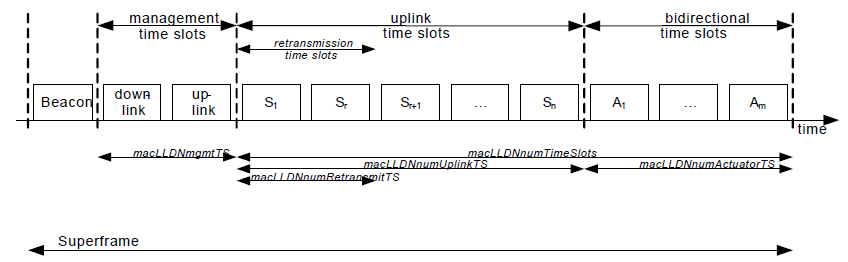 management
time slots
uplink
time slots
bidirectional
time slots
retransmission
time slots
Beacon
down-
link
up-
link
S1
Sr
Sr+1
...
Sn
A1
...
Am
time
macLLDNmgmtTS
macLLDNnumTimeSlots
macLLDNnumUplinkTS
macLLDNnumActuatorTS
macLLDNnumRetransmitTS
Superframe